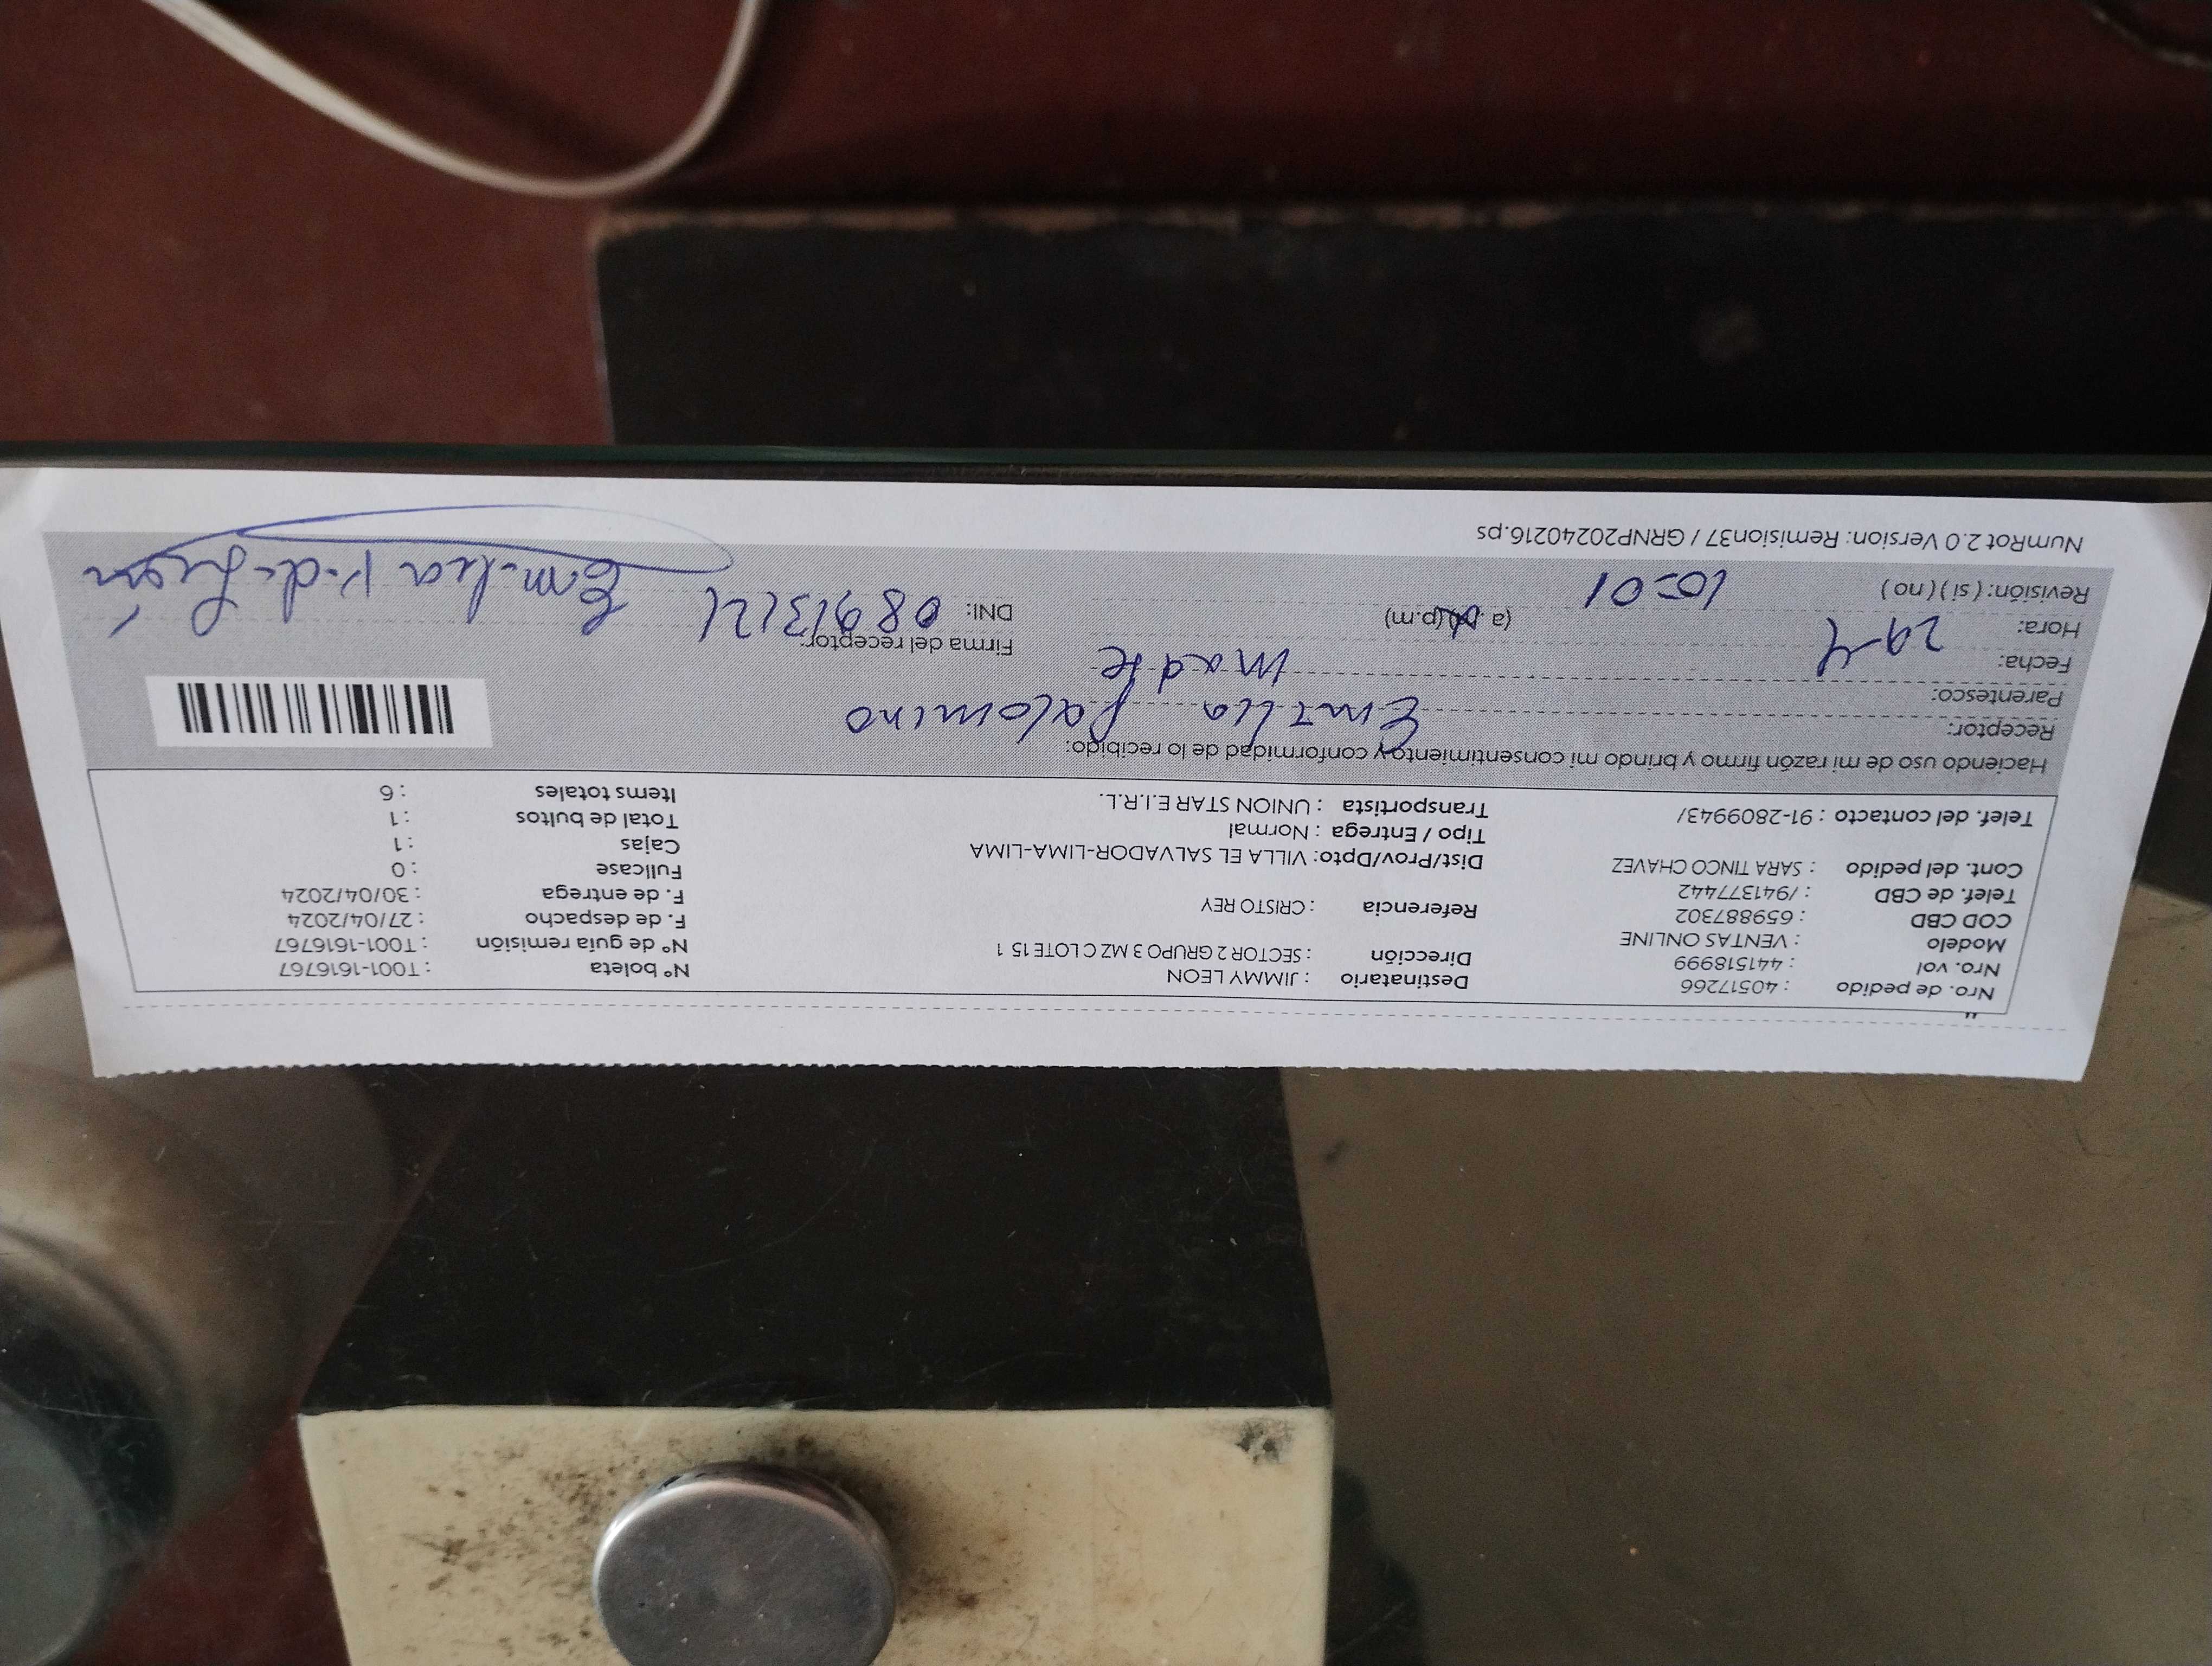 Nro. de pedido : 40517266
Nro. vol : 441518999
Modelo : VENTAS ONLINE
COD CBD : 659887302
Telef. de CBD : /941377442
Cont. del pedido : SARA TINCO CHAVEZ
Telef. del contacto : 91-2809943/
Destinatario : JIMMY LEON
Dirección : SECTOR 2 GRUPO 3 MZ C LOTE 15 1
Referencia : CRISTO REY
Dist/Prov/Dpto: VILLA EL SALVADOR-LIMA-LIMA
Tipo / Entrega : Normal
Transportista : UNION STAR E.I.R.L.
N° boleta : T001-1616767
N° de guía remisión : T001-1616767
F. de despacho : 27/04/2024
F. de entrega : 30/04/2024
Fullcase : 0
Cajas : 1
Total de bultos : 1
Items totales : 6
Haciendo uso de mi razón firmo y brindo mi consentimiento y conformidad de lo recibido:
Receptor: Emilia Palomino
Parentesco: madre
Fecha: 29-4
Hora: 10:01 (a.m)(p.m)
Revisión: ( si ) ( no )
Firma del receptor:
DNI:
NumRot 2.0 Version: Remision37 / GRNP20240216.ps